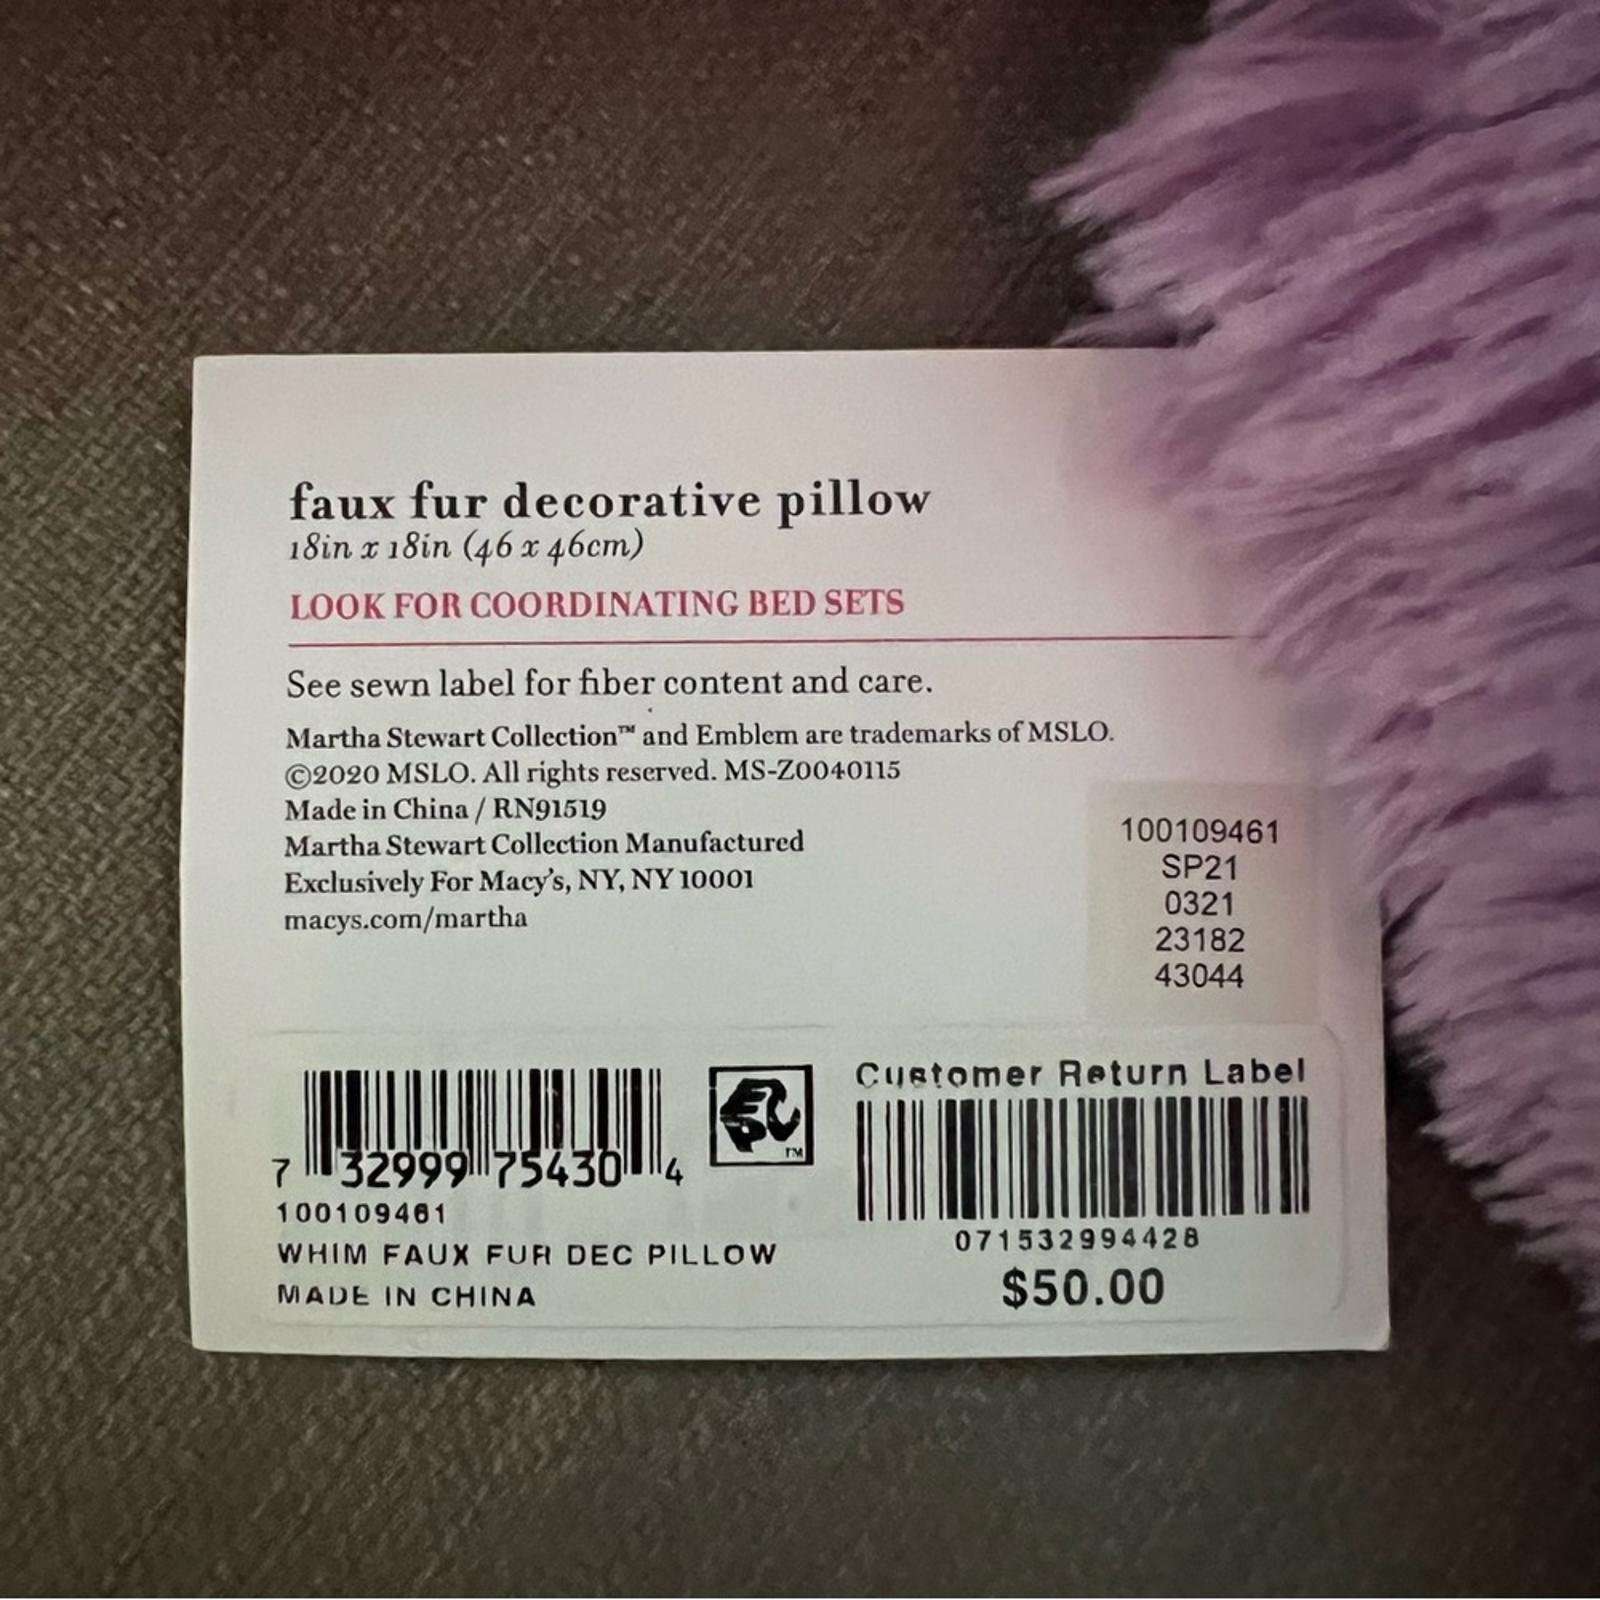 faux fur decorative pillow
18in x 18in (46 x 46cm)
LOOK FOR COORDINATING BED SETS
See sewn label for fiber content and care.
Martha Stewart Collection™ and Emblem are trademarks of MSLO.
©2020 MSLO. All rights reserved. MS-Z0040115
Made in China / RN91519
Martha Stewart Collection Manufactured
Exclusively For Macy's, NY, NY 10001
macys.com/martha
100109461
SP21
0321
23182
43044
7 32999 75430 4
100109461
WHIM FAUX FUR DEC PILLOW
MADE IN CHINA
EPC TM
Customer Return Label
071532994428
$50.00